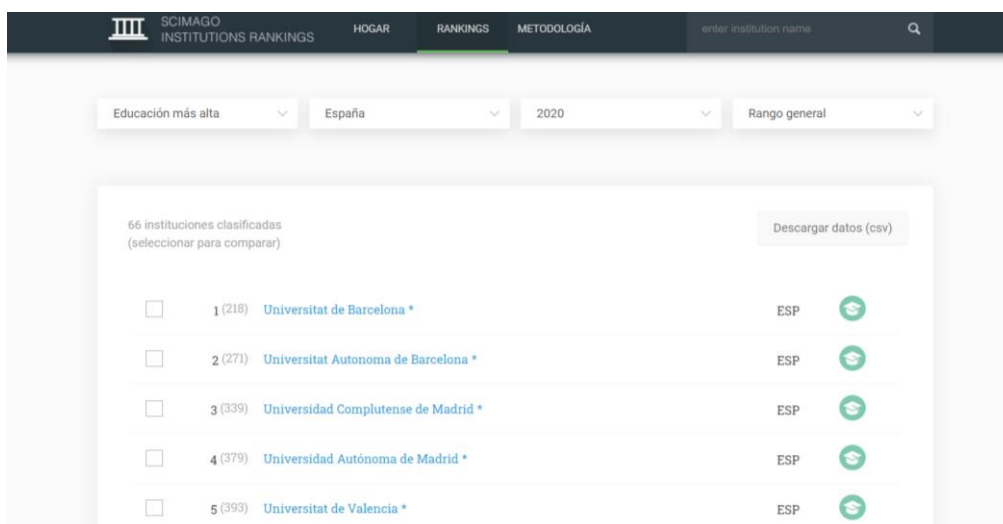 SCIMAGO
INSTITUTIONS RANKINGS
HOGAR
RANKINGS
METODOLOGÍA
enter institution name
Educación más alta
España
2020
Rango general
66 instituciones clasificadas
(seleccionar para comparar)
Descargar datos (csv)
1 (218) Universitat de Barcelona * ESP
2 (271) Universitat Autonoma de Barcelona * ESP
3 (339) Universidad Complutense de Madrid * ESP
4 (379) Universidad Autónoma de Madrid * ESP
5 (393) Universitat de Valencia * ESP